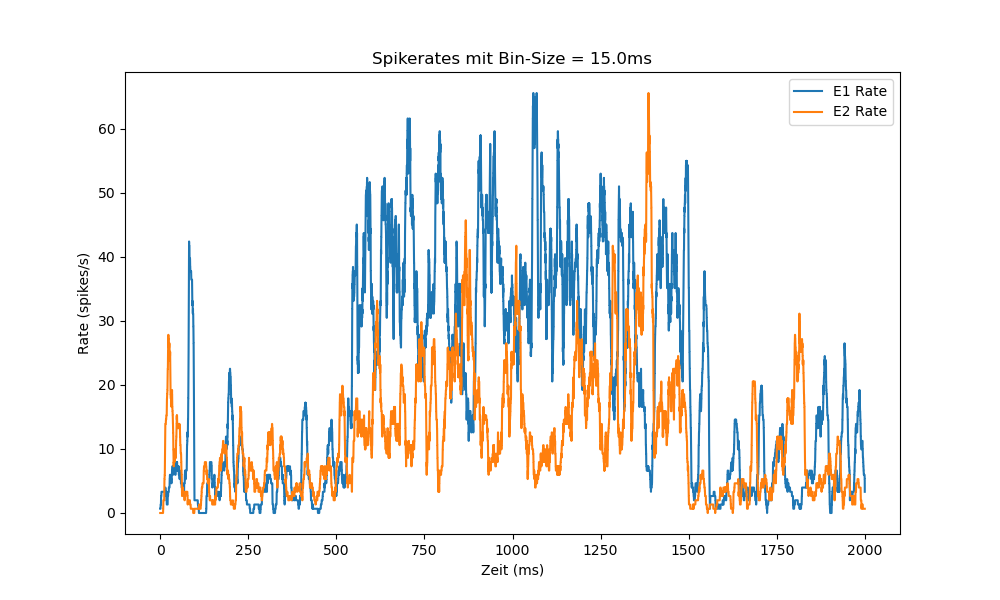 Spikerates mit Bin-Size = 15.0ms
E1 Rate
E2 Rate
60
50
40
30
20
10
0
Rate (spikes/s)
0 250 500 750 1000 1250 1500 1750 2000
Zeit (ms)